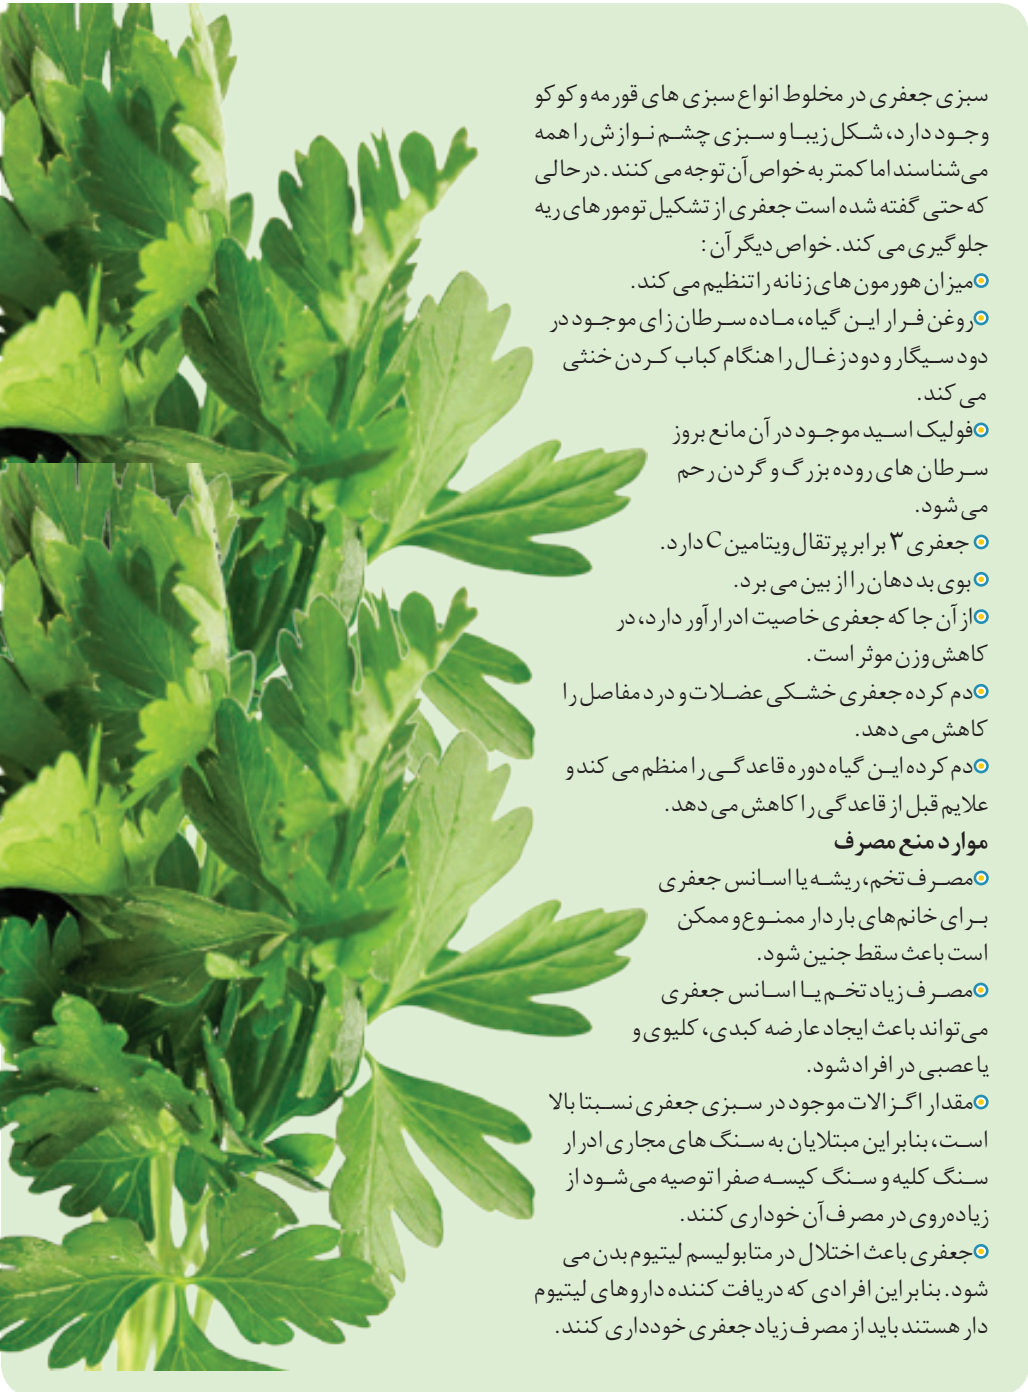 سبزی جعفری در مخلوط انواع سبزی های قورمه و کوکو
وجود دارد، شکل زیبا و سبزی چشم نوازش را همه
می‌شناسند اما کمتر به خواص آن توجه می کنند. در حالی
که حتی گفته شده است جعفری از تشکیل تومورهای ریه
جلوگیری می کند. خواص دیگر آن :
میزان هورمون های زنانه را تنظیم می کند.
روغن فرار این گیاه، ماده سرطان زای موجود در
دود سیگار و دود زغال را هنگام کباب کردن خنثی
می کند.
فولیک اسید موجود در آن مانع بروز
سرطان های روده بزرگ و گردن رحم
می شود.
جعفری ۳ برابر پرتقال ویتامین C دارد.
بوی بد دهان را از بین می برد.
از آن جا که جعفری خاصیت ادرارآور دارد، در
کاهش وزن موثر است.
دم کرده جعفری خشکی عضلات و درد مفاصل را
کاهش می دهد.
دم کرده این گیاه دوره قاعدگی را منظم می کند و
علایم قبل از قاعدگی را کاهش می دهد.
موارد منع مصرف
مصرف تخم، ریشه یا اسانس جعفری
برای خانم‌های باردار ممنوع و ممکن
است باعث سقط جنین شود.
مصرف زیاد تخم یا اسانس جعفری
می‌تواند باعث ایجاد عارضه کبدی، کلیوی و
یا عصبی در افراد شود.
مقدار اگزالات موجود در سبزی جعفری نسبتا بالا
است، بنابراین مبتلایان به سنگ های مجاری ادرار
سنگ کلیه و سنگ کیسه صفرا توصیه می‌شود از
زیاده‌روی در مصرف آن خوداری کنند.
جعفری باعث اختلال در متابولیسم لیتیوم بدن می
شود. بنابراین افرادی که دریافت کننده داروهای لیتیوم
دار هستند باید از مصرف زیاد جعفری خودداری کنند.